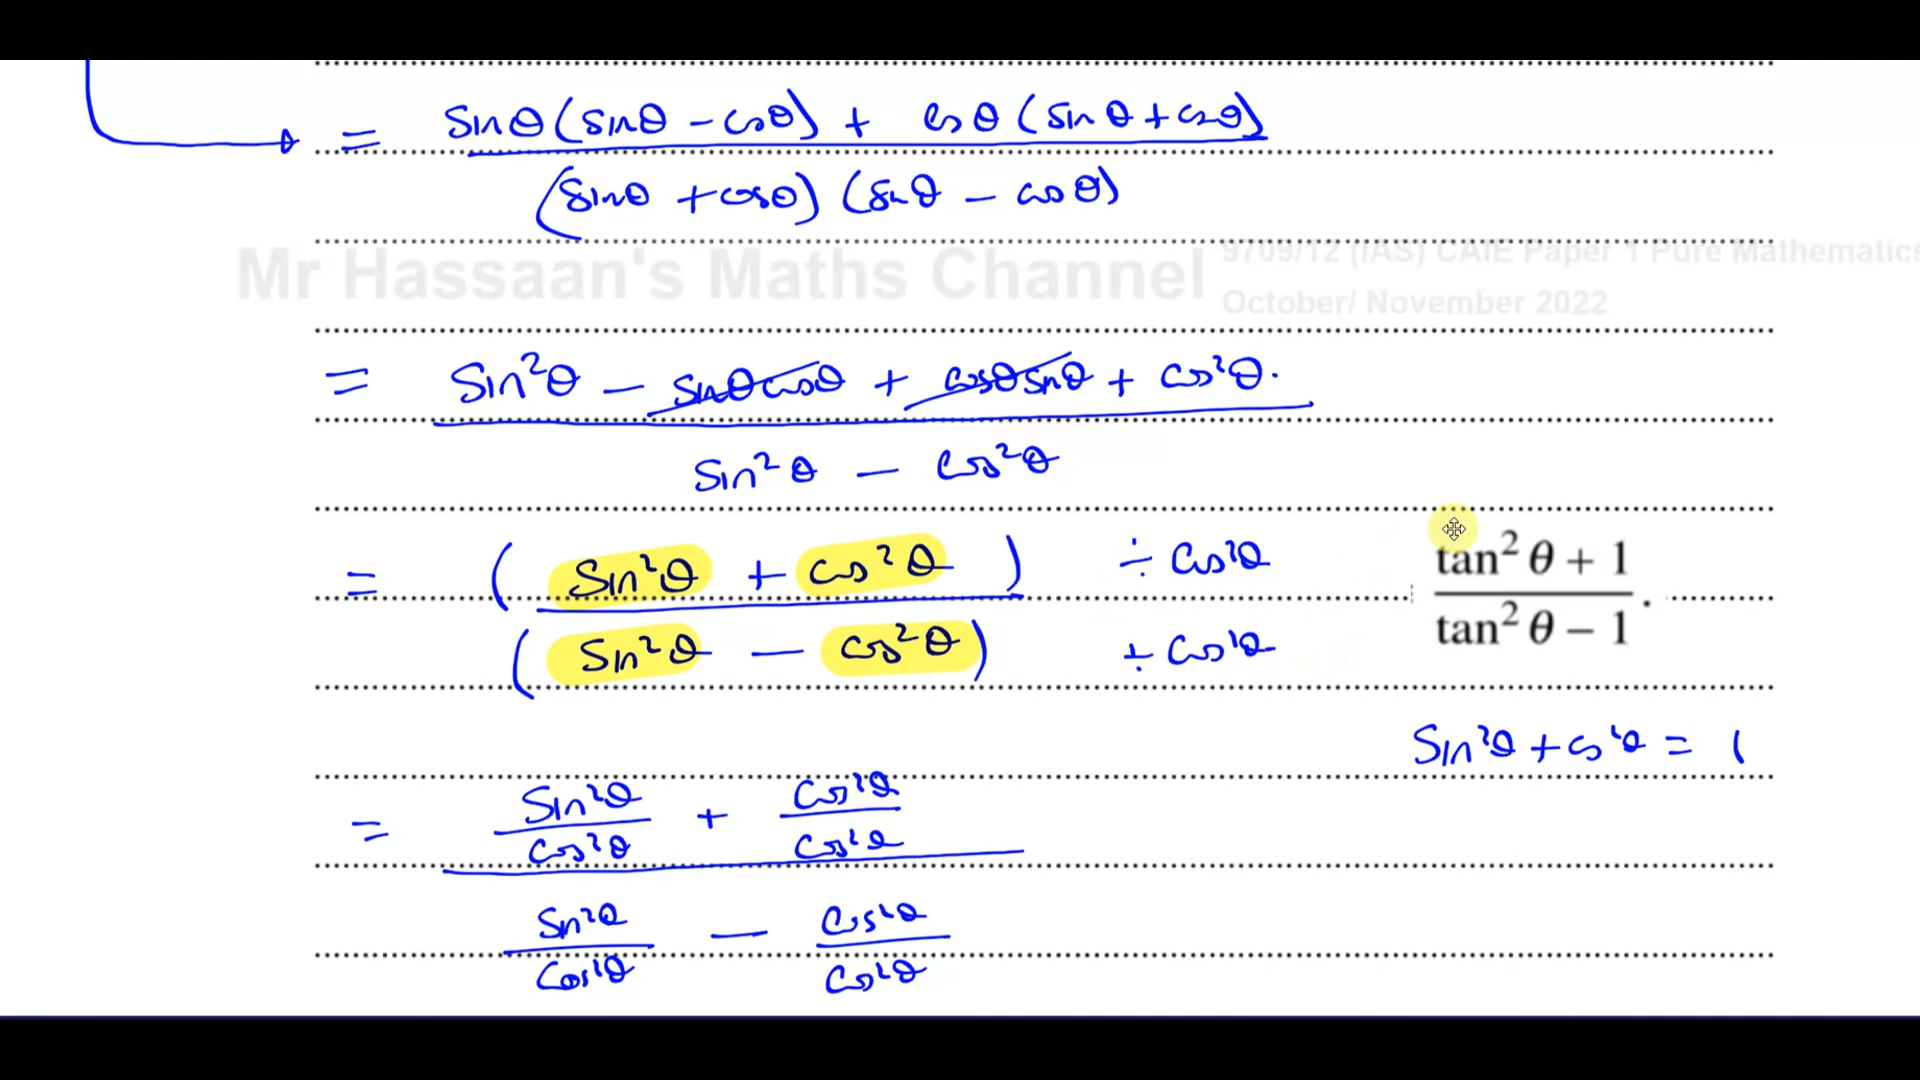 = sinθ(sinθ - cosθ) + cosθ(sinθ + cosθ)
(sinθ + cosθ)(sinθ - cosθ)
Mr Hassaan's Maths Channel 9709/12 (IAS) CAIE Paper 1 Pure Mathematics
October/ November 2022
= sin²θ - sinθcosθ + cosθsinθ + cos²θ.
sin²θ - cos²θ
= (sin²θ + cos²θ) ÷ cos²θ
(sin²θ - cos²θ) ÷ cos²θ
tan² θ + 1
tan² θ - 1 .
sin²θ + cos²θ = 1
= sin²θ/cos²θ + cos²θ/cos²θ
sin²θ/cos²θ - cos²θ/cos²θ